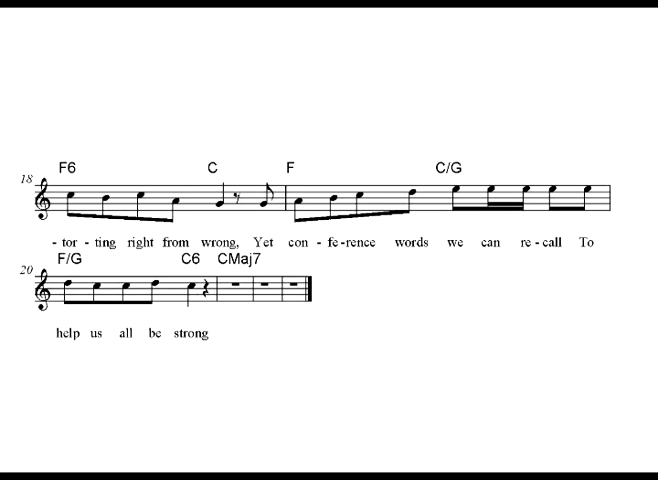 F6 C F C/G
18
- tor - ting right from wrong, Yet con - fe - rence words we can re - call To
F/G C6 CMaj7
20
help us all be strong